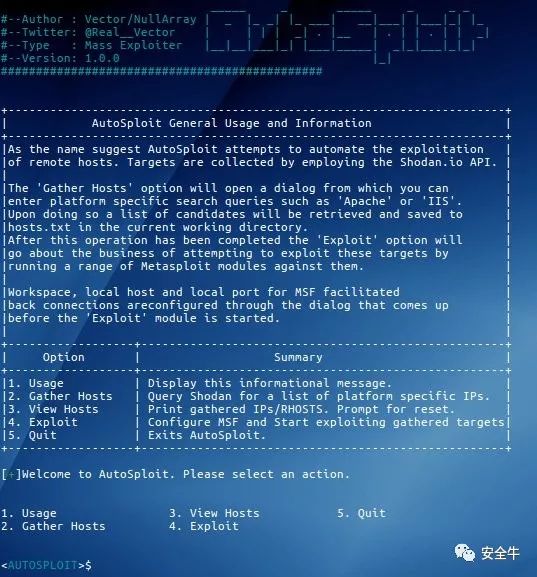 #--Author : Vector/NullArray
#--Twitter: @Real__Vector
#--Type   : Mass Exploiter
#--Version: 1.0.0
##############################################
+-----------------------------------------------------------------------+
|            AutoSploit General Usage and Information                   |
+-----------------------------------------------------------------------+
|As the name suggest AutoSploit attempts to automate the exploitation   |
|of remote hosts. Targets are collected by employing the Shodan.io API. |
|                                                                       |
|The 'Gather Hosts' option will open a dialog from which you can        |
|enter platform specific search queries such as 'Apache' or 'IIS'.      |
|Upon doing so a list of candidates will be retrieved and saved to      |
|hosts.txt in the current working directory.                            |
|After this operation has been completed the 'Exploit' option will      |
|go about the business of attempting to exploit these targets by        |
|running a range of Metasploit modules against them.                    |
|                                                                       |
|Workspace, local host and local port for MSF facilitated               |
|back connections areconfigured through the dialog that comes up        |
|before the 'Exploit' module is started.                                |
|                                                                       |
+------------------+----------------------------------------------------+
|     Option       |                   Summary                          |
+------------------+----------------------------------------------------+
|1. Usage          | Display this informational message.                |
|2. Gather Hosts   | Query Shodan for a list of platform specific IPs.  |
|3. View Hosts     | Print gathered IPs/RHOSTS. Prompt for reset.       |
|4. Exploit        | Configure MSF and Start exploiting gathered targets|
|5. Quit           | Exits AutoSploit.                                  |
+------------------+----------------------------------------------------+
[+]Welcome to AutoSploit. Please select an action.
1. Usage          3. View Hosts          5. Quit
2. Gather Hosts   4. Exploit
<AUTOSPLOIT>$
安全牛